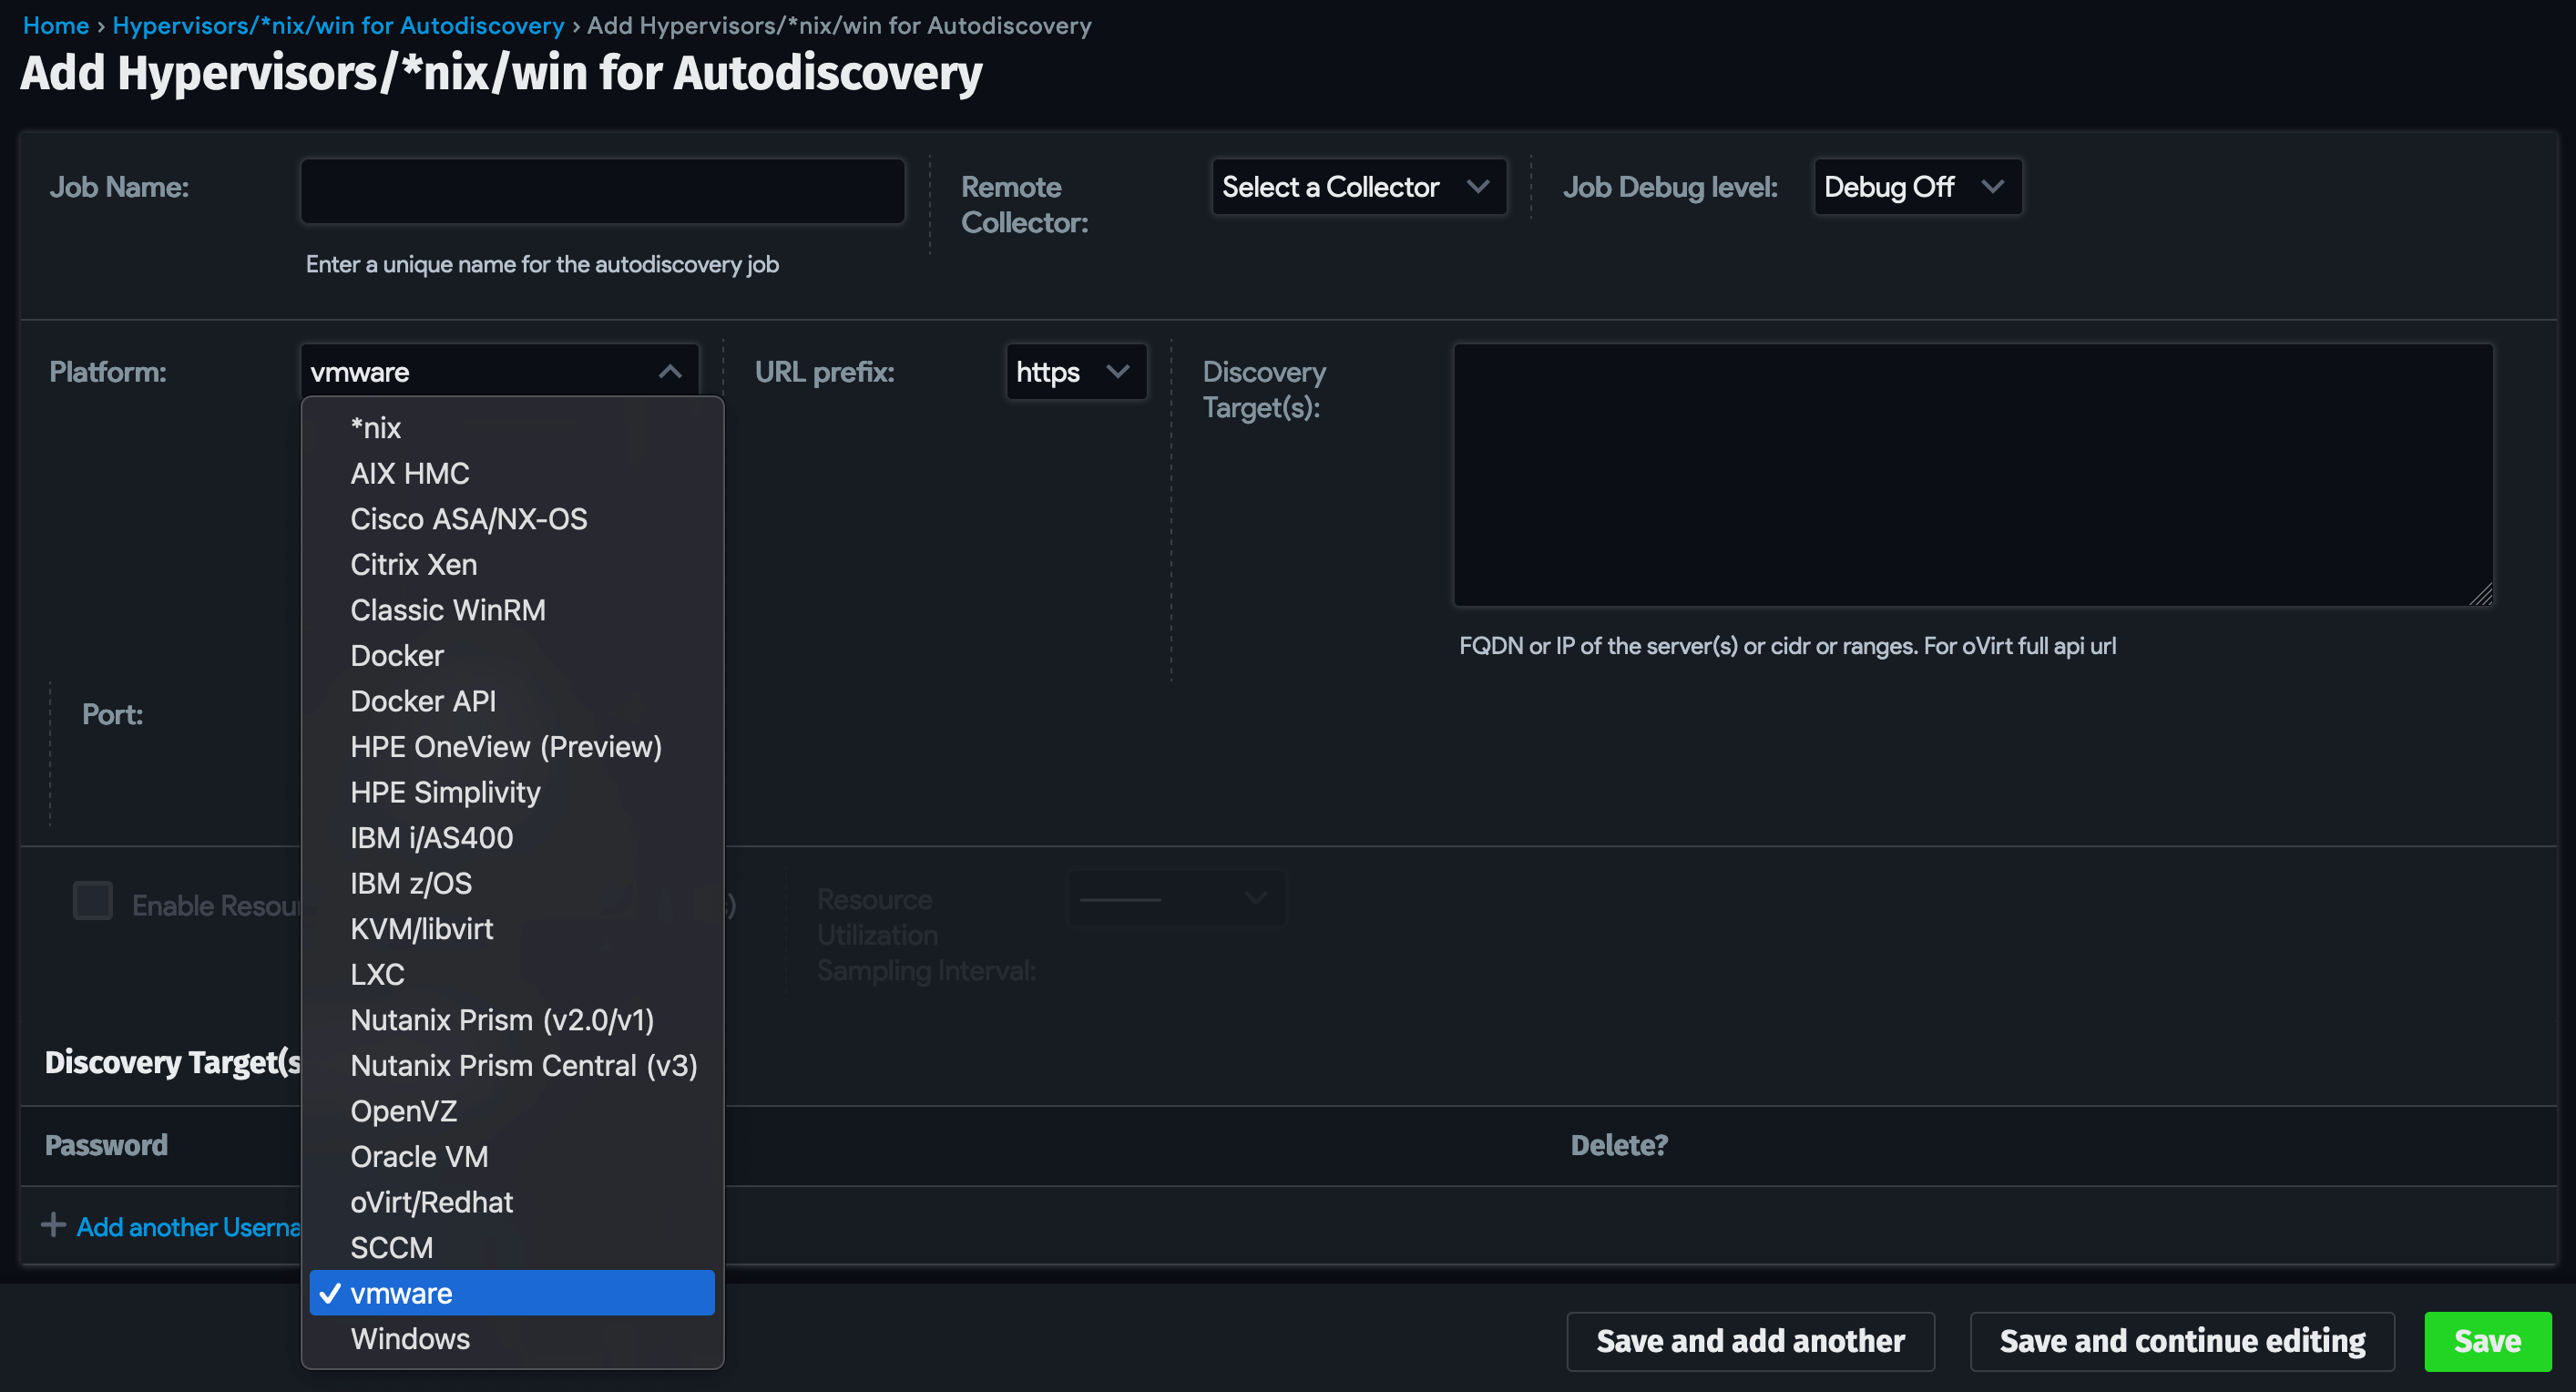 Home › Hypervisors/*nix/win for Autodiscovery › Add Hypervisors/*nix/win for Autodiscovery
Add Hypervisors/*nix/win for Autodiscovery
Job Name:
Enter a unique name for the autodiscovery job
Remote
Collector:
Select a Collector
Job Debug level:
Debug Off
Platform:
vmware
*nix
AIX HMC
Cisco ASA/NX-OS
Citrix Xen
Classic WinRM
Docker
Docker API
HPE OneView (Preview)
HPE Simplivity
IBM i/AS400
IBM z/OS
KVM/libvirt
LXC
Nutanix Prism (v2.0/v1)
Nutanix Prism Central (v3)
OpenVZ
Oracle VM
oVirt/Redhat
SCCM
vmware
Windows
URL prefix:
https
Discovery
Target(s):
FQDN or IP of the server(s) or cidr or ranges. For oVirt full api url
Port:
Enable
Resource
Utilization
Sampling Interval:
Discovery Target(s
Password
Delete?
Add another
Save and add another
Save and continue editing
Save